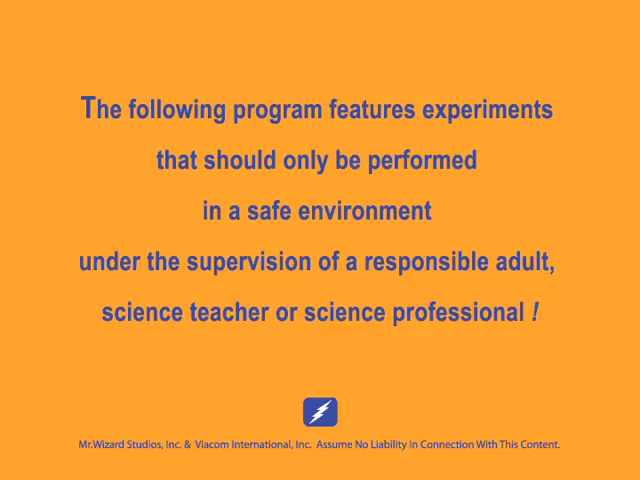 The following program features experiments
that should only be performed
in a safe environment
under the supervision of a responsible adult,
science teacher or science professional !
Mr.Wizard Studios, Inc. & Viacom International, Inc. Assume No Liability In Connection With This Content.